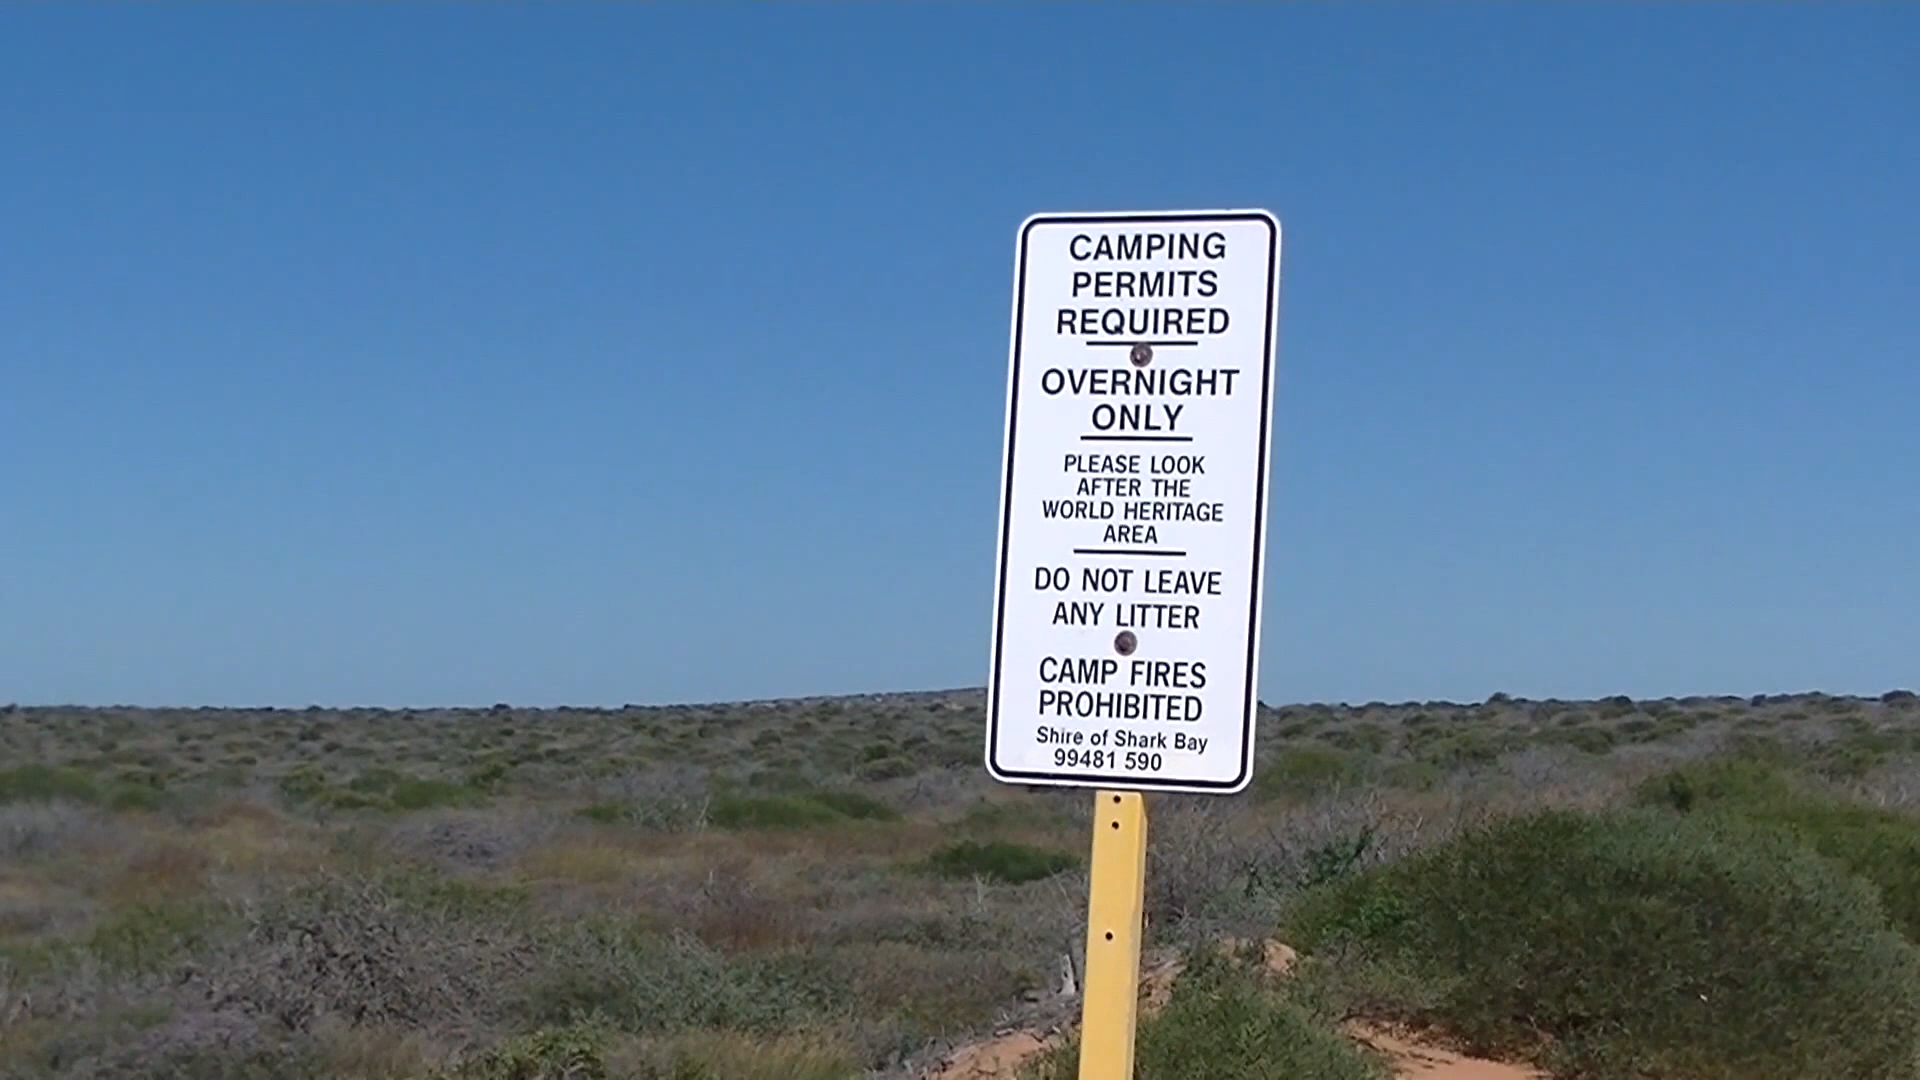 CAMPING
PERMITS
REQUIRED
OVERNIGHT
ONLY
PLEASE LOOK
AFTER THE
WORLD HERITAGE
AREA
DO NOT LEAVE
ANY LITTER
CAMP FIRES
PROHIBITED
Shire of Shark Bay
99481 590